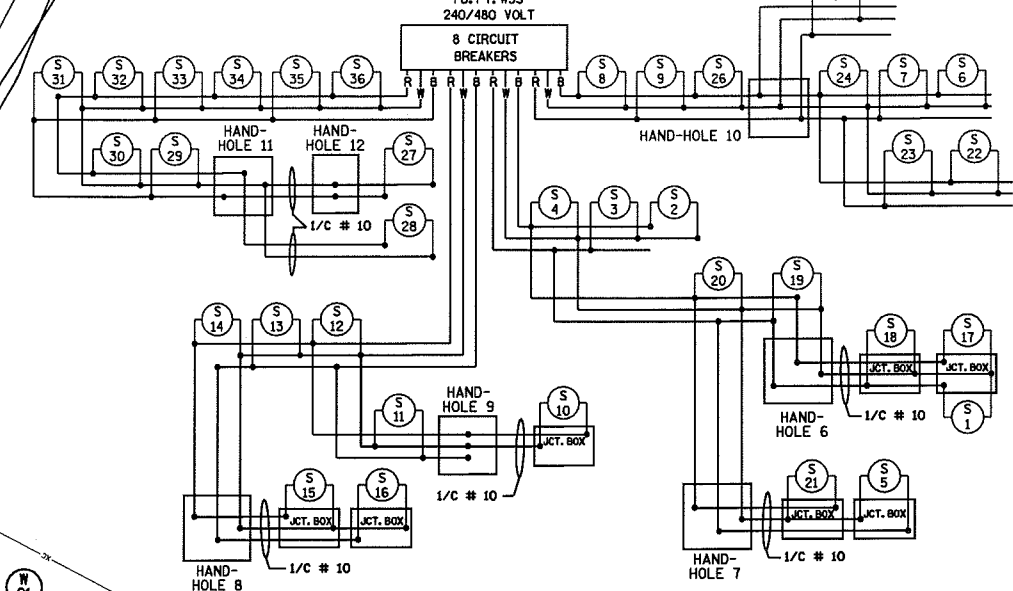 240/480 VOLT
8 CIRCUIT
BREAKERS
R W B R W B R W B R W B
S 31
S 32
S 33
S 34
S 35
S 36
S 8
S 9
S 26
S 24
S 7
S 6
HAND-HOLE 10
HAND-
HOLE 11
HAND-
HOLE 12
S 30
S 29
S 27
S 23
S 22
1/C # 10
S 28
S 4
S 3
S 2
S 20
S 19
S 14
S 13
S 12
S 18
S 17
JCT. BOX
JCT. BOX
HAND-
HOLE 6
1/C # 10
S 1
S 11
HAND-
HOLE 9
S 10
JCT. BOX
1/C # 10
S 15
S 16
JCT. BOX
JCT. BOX
S 21
S 5
JCT. BOX
JCT. BOX
HAND-
HOLE 8
1/C # 10
HAND-
HOLE 7
1/C # 10
W